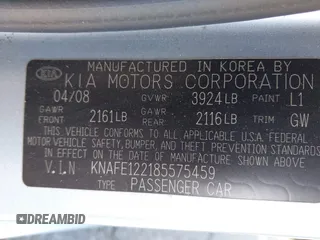 MANUFACTURED IN KOREA BY
KIA KIA MOTORS CORPORATION
04/08 GVWR 3924LB PAINT L1
GAWR FRONT 2161LB GAWR REAR: 2116LB TRIM GW
THIS VEHICLE CONFORMS TO ALL APPLICABLE U.S.A. FEDERAL
MOTOR VEHICLE SAFETY, BUMPER, AND THEFT PREVENTION STANDARDS
IN EFFECT ON THE DATE OF MANUFACTURE SHOWN ABOVE.
V.I.N KNAFE122185575459
TYPE: PASSENGER CAR
© DREAMBID.COM